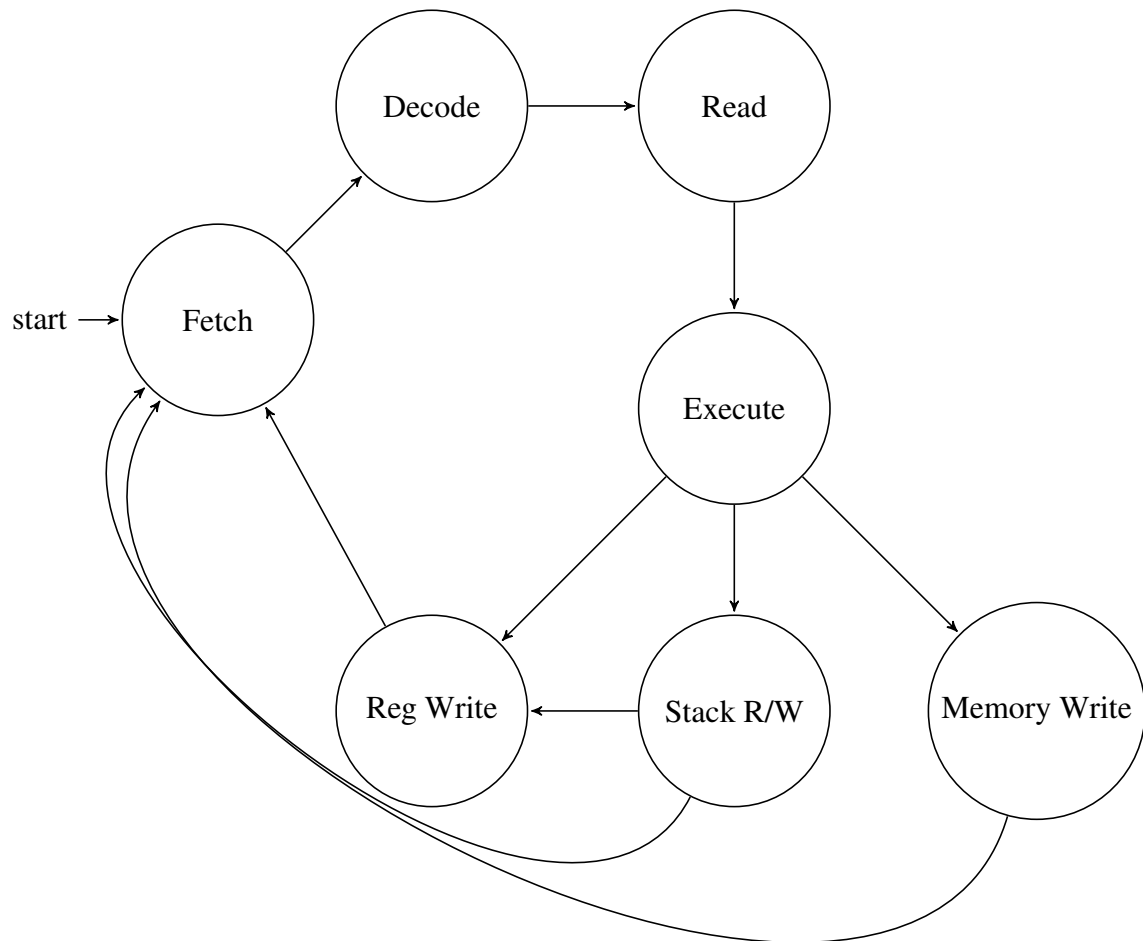 Decode
Read
start
Fetch
Execute
Reg Write
Stack R/W
Memory Write